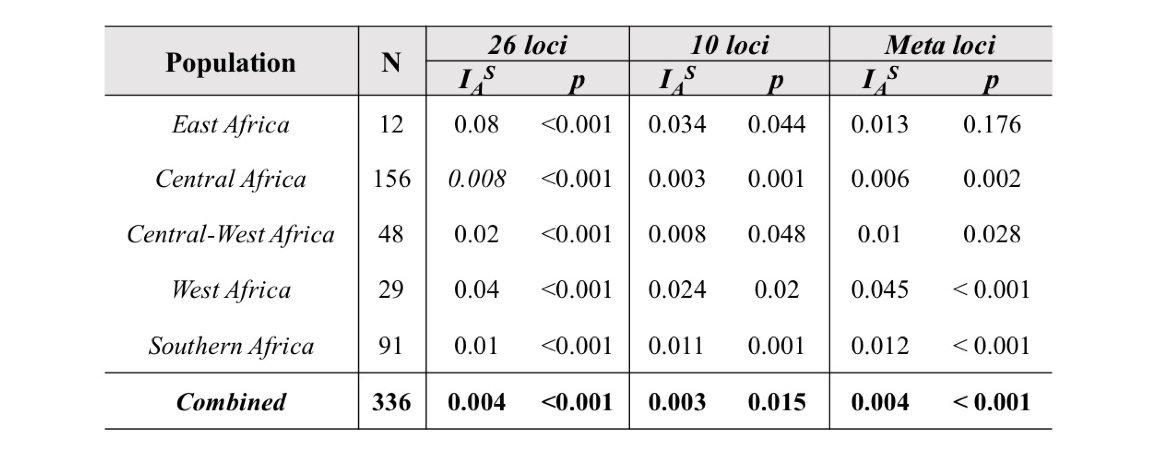 Population N 26 loci 10 loci Meta loci
I_A^S p I_A^S p I_A^S p
East Africa 12 0.08 <0.001 0.034 0.044 0.013 0.176
Central Africa 156 0.008 <0.001 0.003 0.001 0.006 0.002
Central-West Africa 48 0.02 <0.001 0.008 0.048 0.01 0.028
West Africa 29 0.04 <0.001 0.024 0.02 0.045 < 0.001
Southern Africa 91 0.01 <0.001 0.011 0.001 0.012 < 0.001
Combined 336 0.004 <0.001 0.003 0.015 0.004 < 0.001